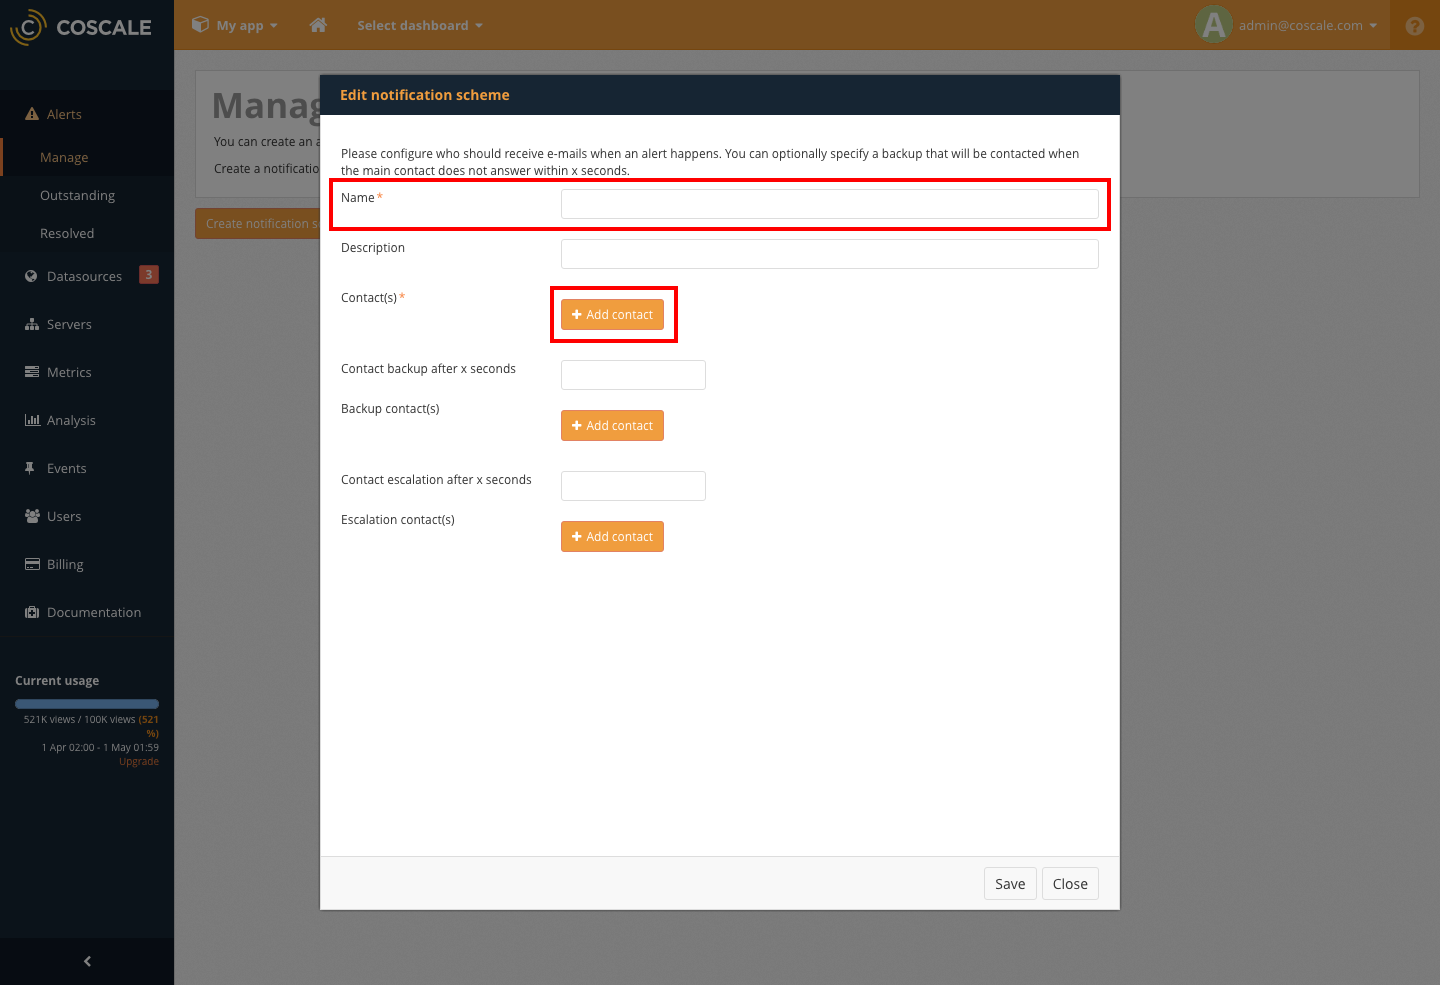 COSCALE
My app
Select dashboard
A
admin@coscale.com
?
Alerts
Manage
Outstanding
Resolved
Datasources 3
Servers
Metrics
Analysis
Events
Users
Billing
Documentation
Current usage
521K views / 100K views (521
%)
1 Apr 02:00 - 1 May 01:59
Upgrade
You can create an
Create a notificatio
Create notification
Edit notification scheme
Please configure who should receive e-mails when an alert happens. You can optionally specify a backup that will be contacted when
the main contact does not answer within x seconds.
Name *
Description
Contact(s) *
+ Add contact
Contact backup after x seconds
Backup contact(s)
+ Add contact
Contact escalation after x seconds
Escalation contact(s)
+ Add contact
Save
Close